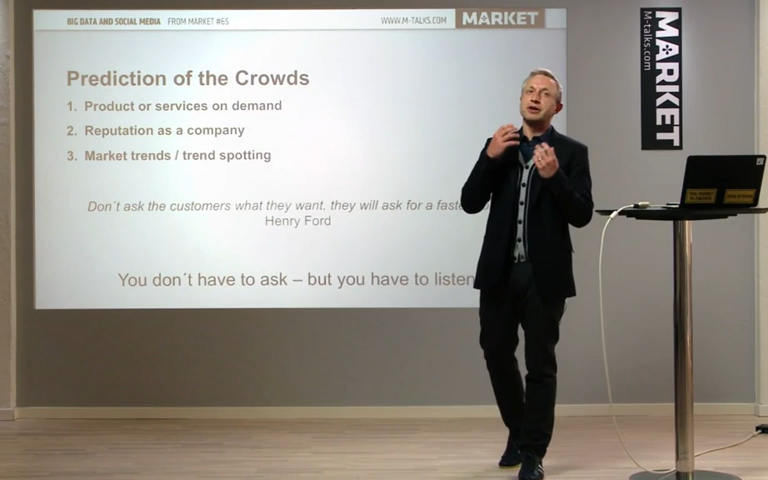 BIG DATA AND SOCIAL MEDIA FROM MARKET #65
WWW.M-TALKS.COM
MARKET
Prediction of the Crowds
1. Product or services on demand
2. Reputation as a company
3. Market trends / trend spotting
Don´t ask the customers what they want, they will ask for a
Henry Ford
You don´t have to ask – but you have to listen
MARKET
M-talks.com